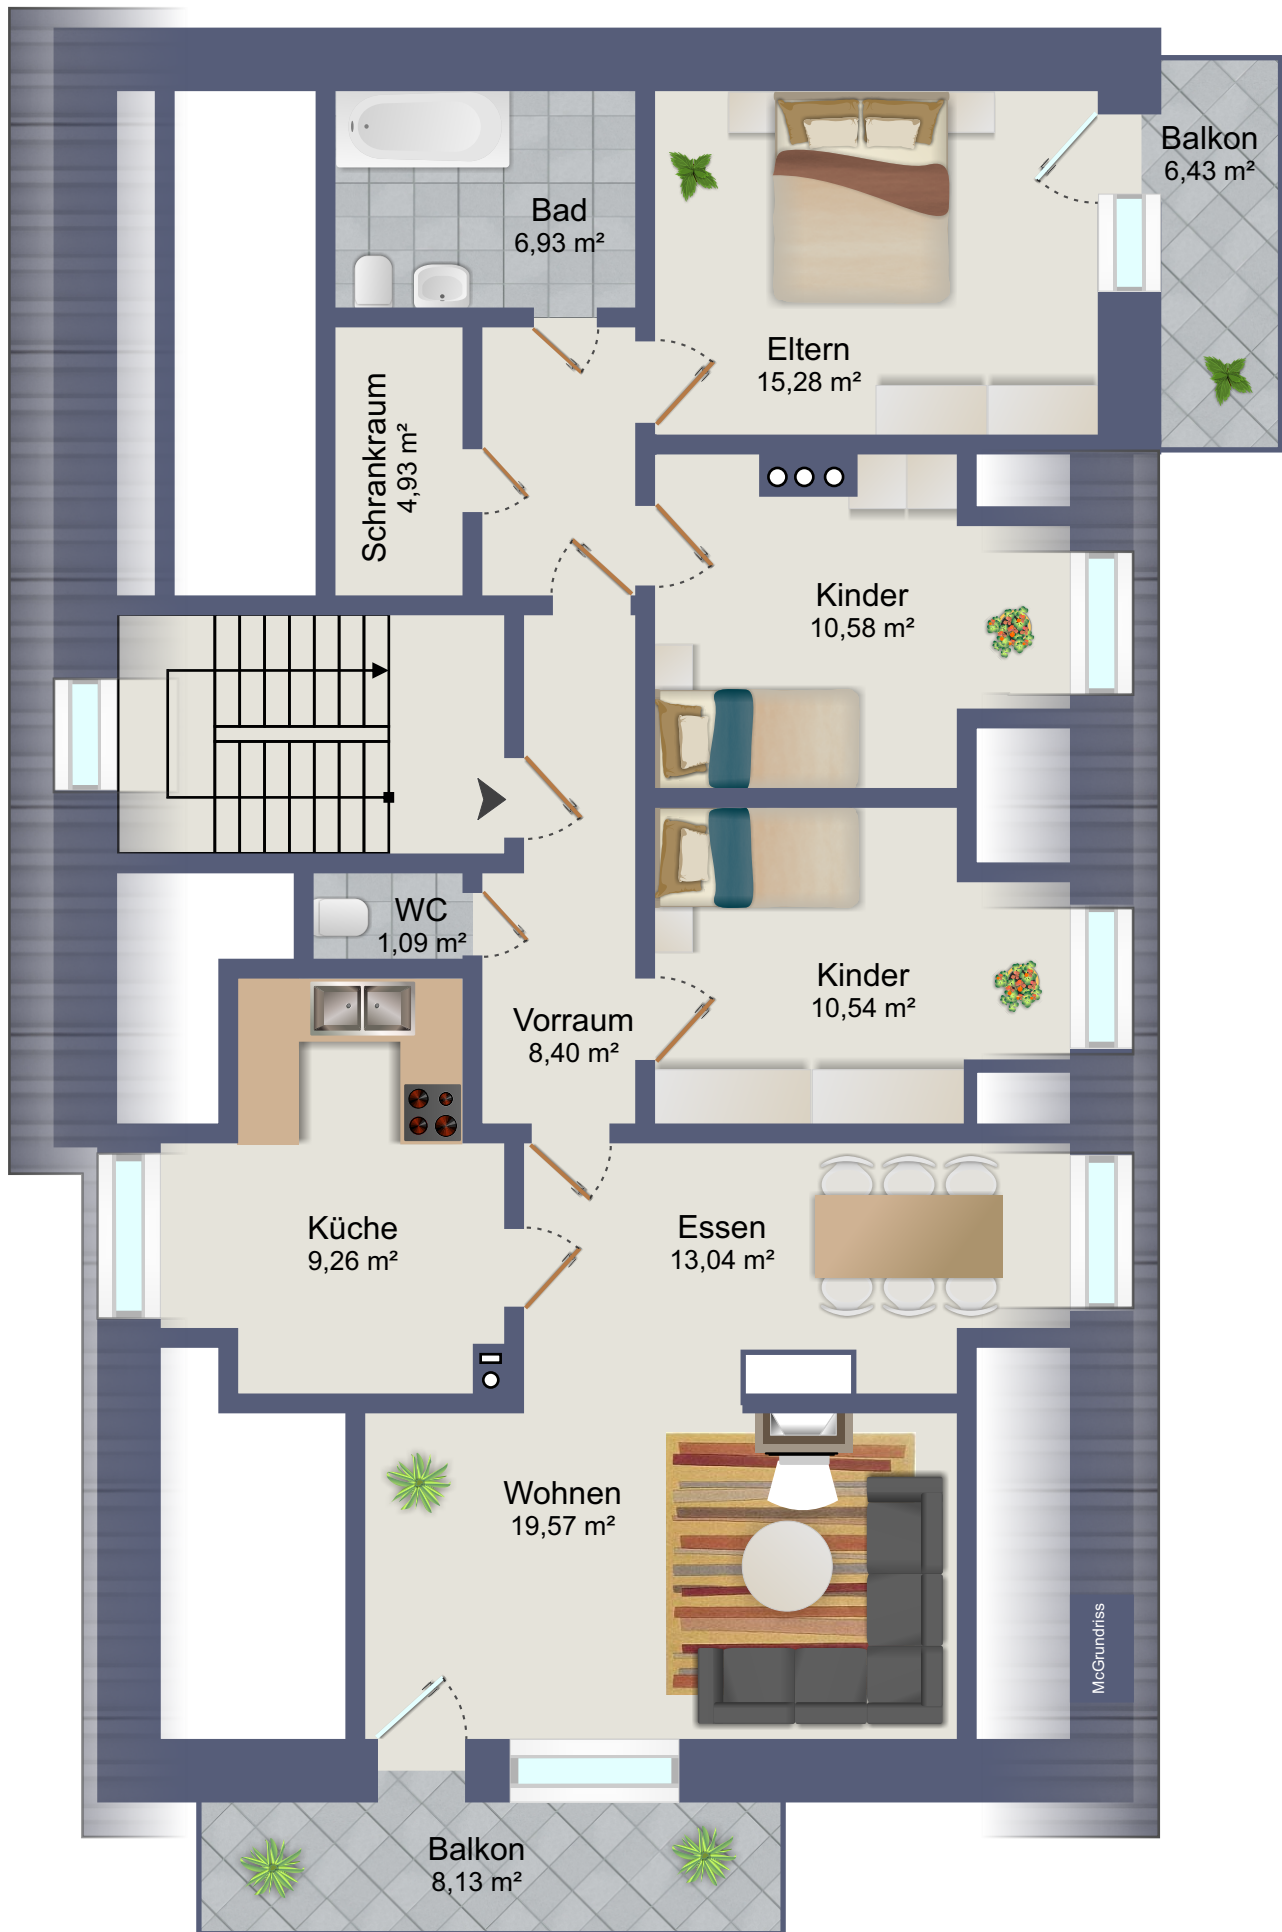 Balkon
6,43 m²
Bad
6,93 m²
Eltern
15,28 m²
Schrankraum
4,93 m²
Kinder
10,58 m²
WC
1,09 m²
Kinder
10,54 m²
Vorraum
8,40 m²
Küche
9,26 m²
Essen
13,04 m²
Wohnen
19,57 m²
McGrundriss
Balkon
8,13 m²